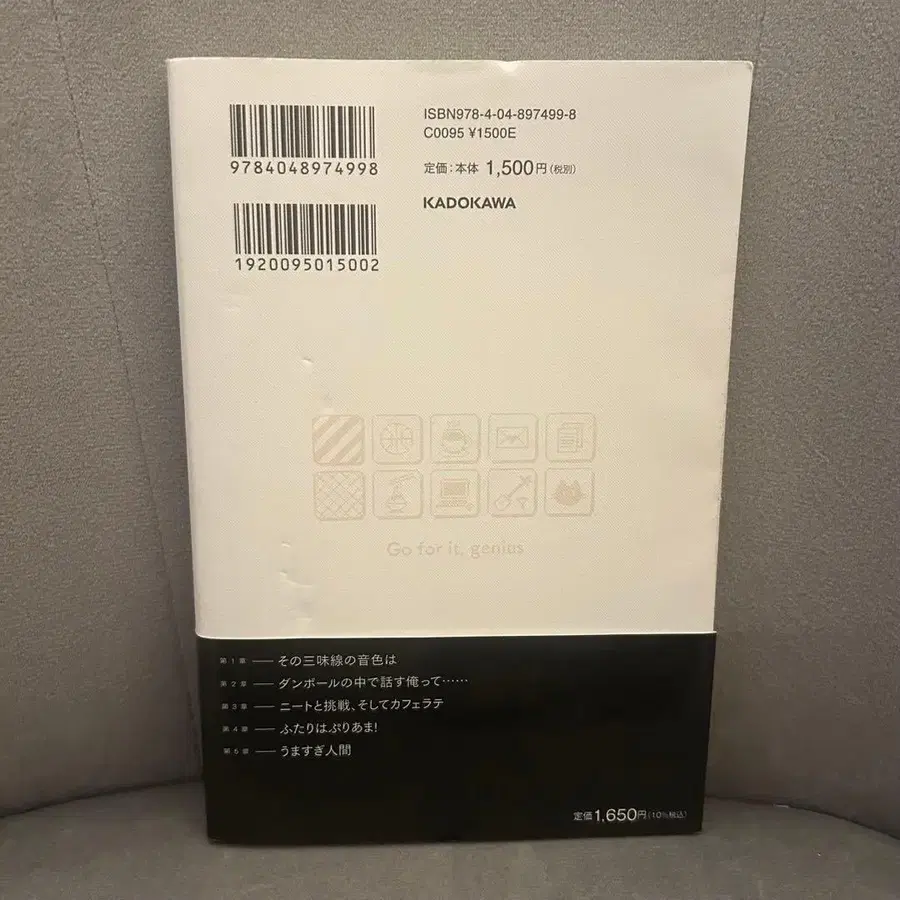 ISBN978-4-04-897499-8
C0095 ¥1500E
9784048974998
定価：本体 1,500円（税別）
KADOKAWA
1920095015002
Go for it, genius
第1章 ── その三味線の音色は
第2章 ── ダンボールの中で話す俺って……
第3章 ── ニートと挑戦、そしてカフェラテ
第4章 ── ふたりはぷりあま！
第5章 ── うますぎ人間
定価1,650円（10%税込）